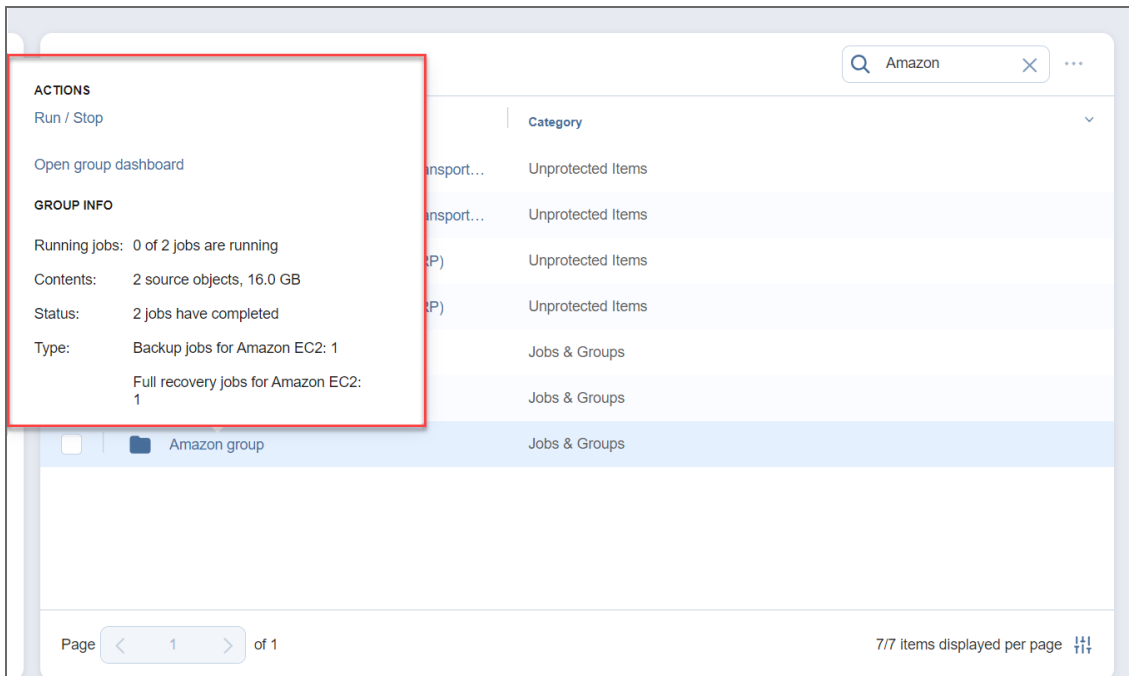 Amazon
ACTIONS
Run / Stop
Category
Open group dashboard
ansport… Unprotected Items
GROUP INFO
ansport… Unprotected Items
Running jobs: 0 of 2 jobs are running
RP) Unprotected Items
Contents: 2 source objects, 16.0 GB
Status: 2 jobs have completed
RP) Unprotected Items
Type: Backup jobs for Amazon EC2: 1
Jobs & Groups
Full recovery jobs for Amazon EC2:
1
Jobs & Groups
Amazon group Jobs & Groups
Page 1 of 1
7/7 items displayed per page